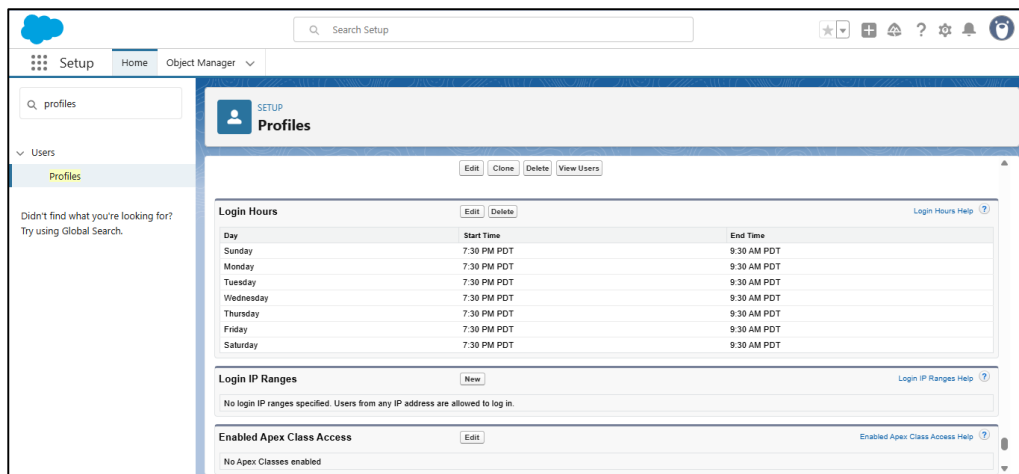 Search Setup
Setup Home Object Manager
profiles
Users
Profiles
Didn't find what you're looking for?
Try using Global Search.
SETUP
Profiles
Edit Clone Delete View Users
Login Hours Edit Delete Login Hours Help ?
Day Start Time End Time
Sunday 7:30 PM PDT 9:30 AM PDT
Monday 7:30 PM PDT 9:30 AM PDT
Tuesday 7:30 PM PDT 9:30 AM PDT
Wednesday 7:30 PM PDT 9:30 AM PDT
Thursday 7:30 PM PDT 9:30 AM PDT
Friday 7:30 PM PDT 9:30 AM PDT
Saturday 7:30 PM PDT 9:30 AM PDT
Login IP Ranges New Login IP Ranges Help ?
No login IP ranges specified. Users from any IP address are allowed to log in.
Enabled Apex Class Access Edit Enabled Apex Class Access Help ?
No Apex Classes enabled